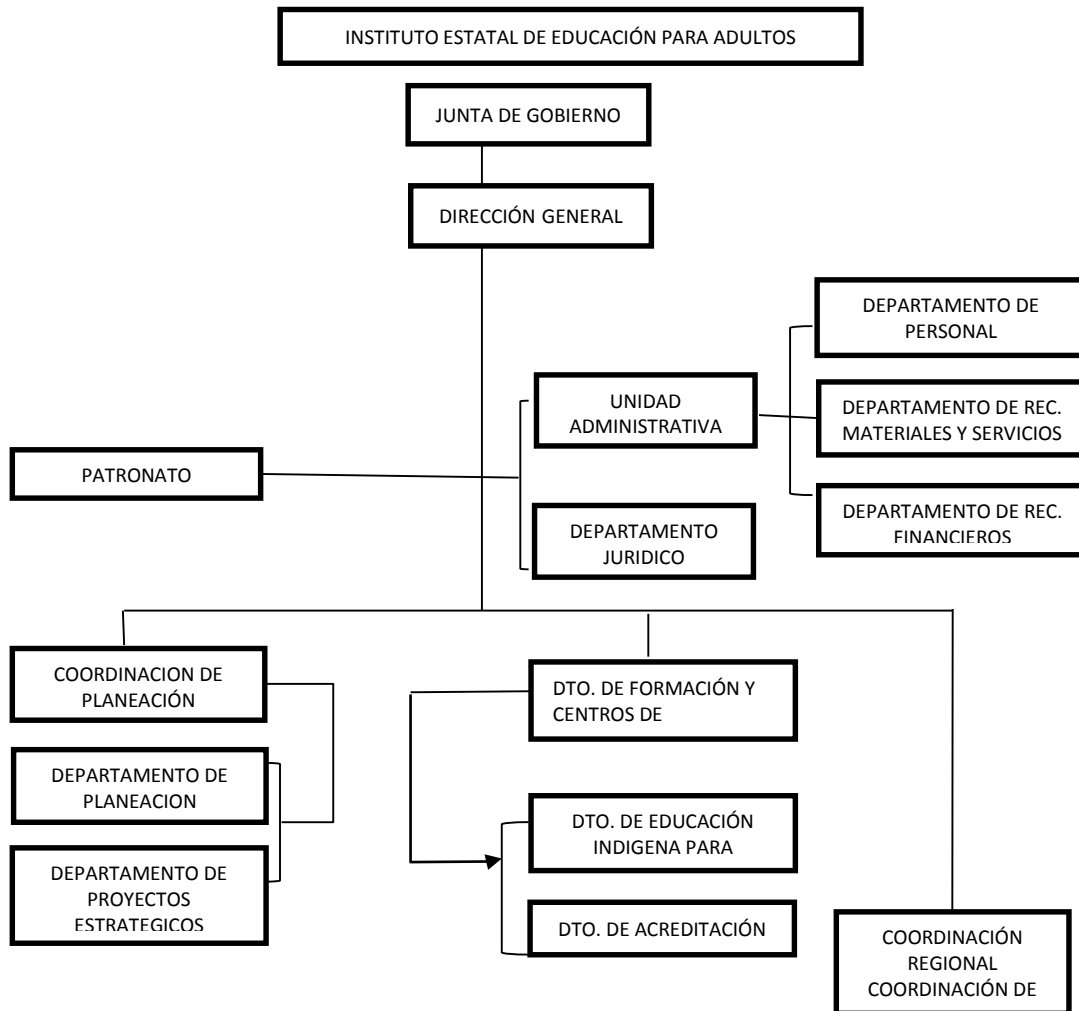 INSTITUTO ESTATAL DE EDUCACIÓN PARA ADULTOS
JUNTA DE GOBIERNO
DIRECCIÓN GENERAL
DEPARTAMENTO DE
PERSONAL
UNIDAD
ADMINISTRATIVA
DEPARTAMENTO DE REC.
MATERIALES Y SERVICIOS
PATRONATO
DEPARTAMENTO DE REC.
FINANCIEROS
DEPARTAMENTO
JURIDICO
COORDINACION DE
PLANEACIÓN
DTO. DE FORMACIÓN Y
CENTROS DE
DEPARTAMENTO DE
PLANEACION
DTO. DE EDUCACIÓN
INDIGENA PARA
DEPARTAMENTO DE
PROYECTOS
ESTRATEGICOS
DTO. DE ACREDITACIÓN
COORDINACIÓN
REGIONAL
COORDINACIÓN DE